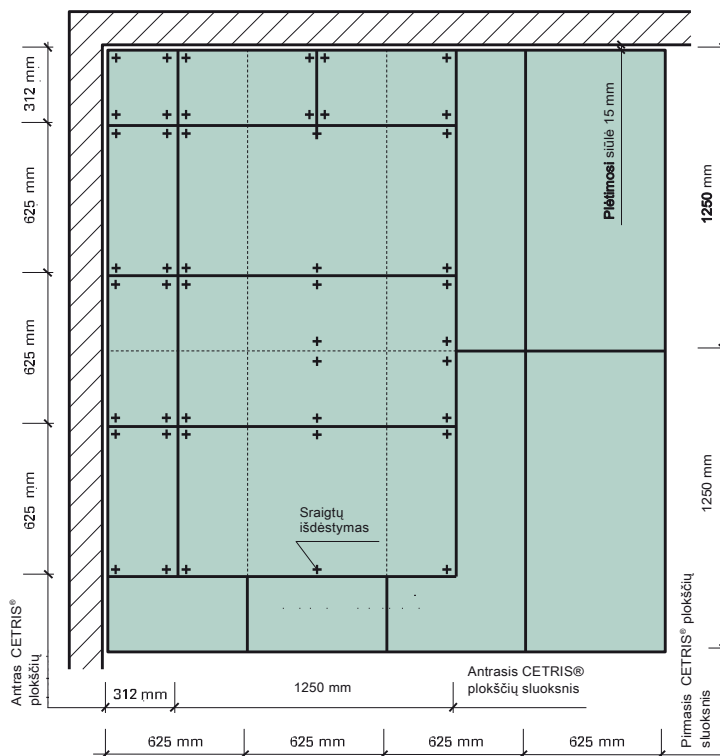 312 mm
625 mm
625 mm
625 mm
Antras CETRIS®
plokščių
Plėtimosi siūlė 15 mm
1250 mm
1250 mm
Pirmasis CETRIS® plokščių
sluoksnis
Sraigtų
išdėstymas
312 mm
1250 mm
Antrasis CETRIS®
plokščių sluoksnis
625 mm
625 mm
625 mm
625 mm